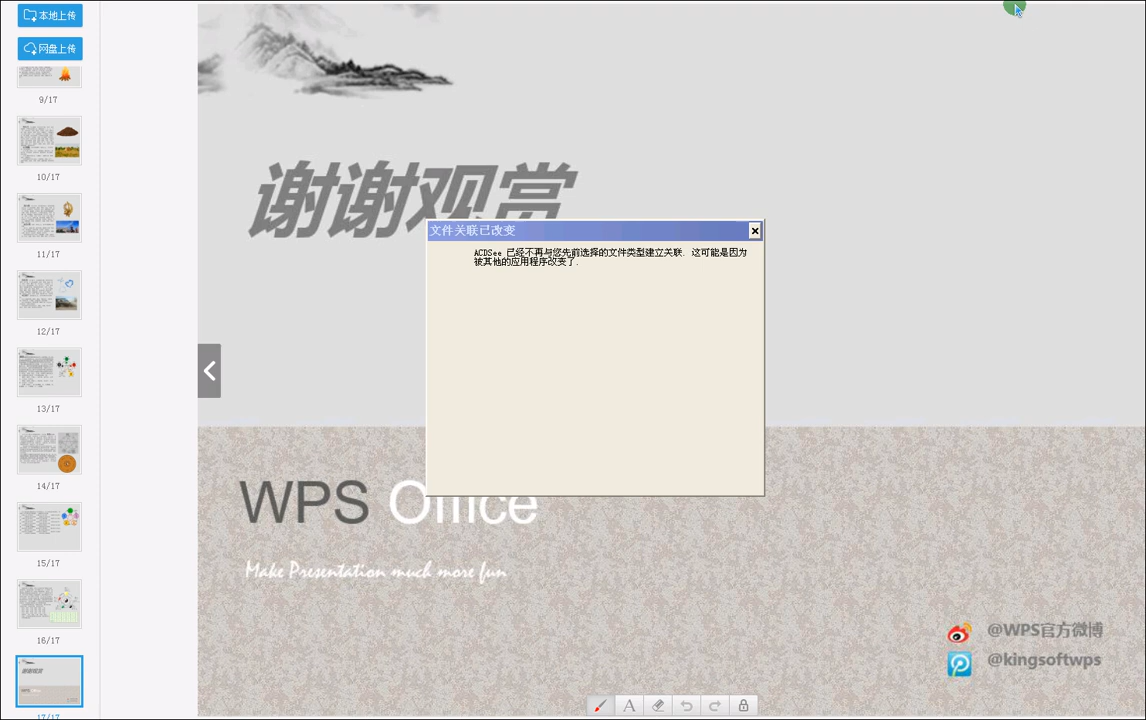 本地上传
网盘上传
9/17
10/17
11/17
12/17
13/17
14/17
15/17
16/17
17/17
谢谢观赏
文件关联已改变
ACDSee 已经不再与您先前选择的文件类型建立关联. 这可能是因为
被其他的应用程序改变了.
WPS Office
Make Presentation much more fun
@WPS官方微博
@kingsoftwps
A